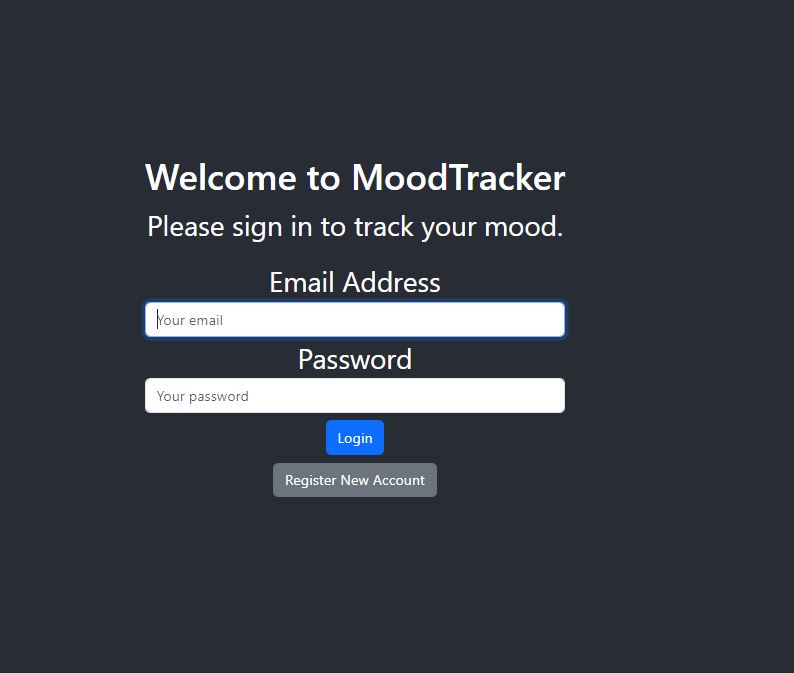 Welcome to MoodTracker
Please sign in to track your mood.
Email Address
Your email
Password
Your password
Login
Register New Account